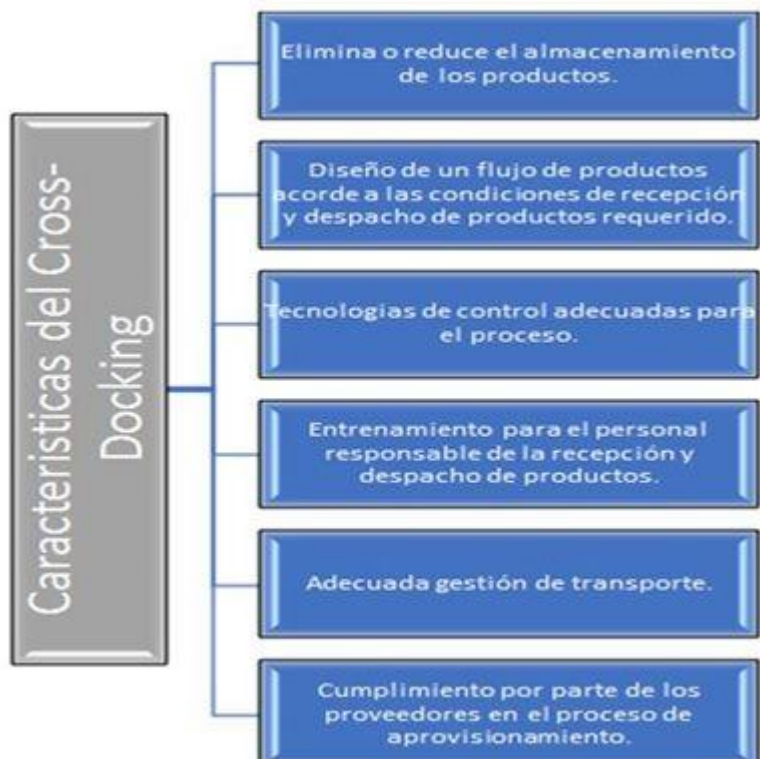 Caracteristicas del Cross-
Docking
Elimina o reduce el almacenamiento
de los productos.
Diseño de un flujo de productos
acorde a las condiciones de recepción
y despacho de productos requerido.
Tecnologias de control adecuadas para
el proceso.
Entrenamiento para el personal
responsable de la recepción y
despacho de productos.
Adecuada gestión de transporte.
Cumplimiento por parte de los
proveedores en el proceso de
aprovisionamiento.